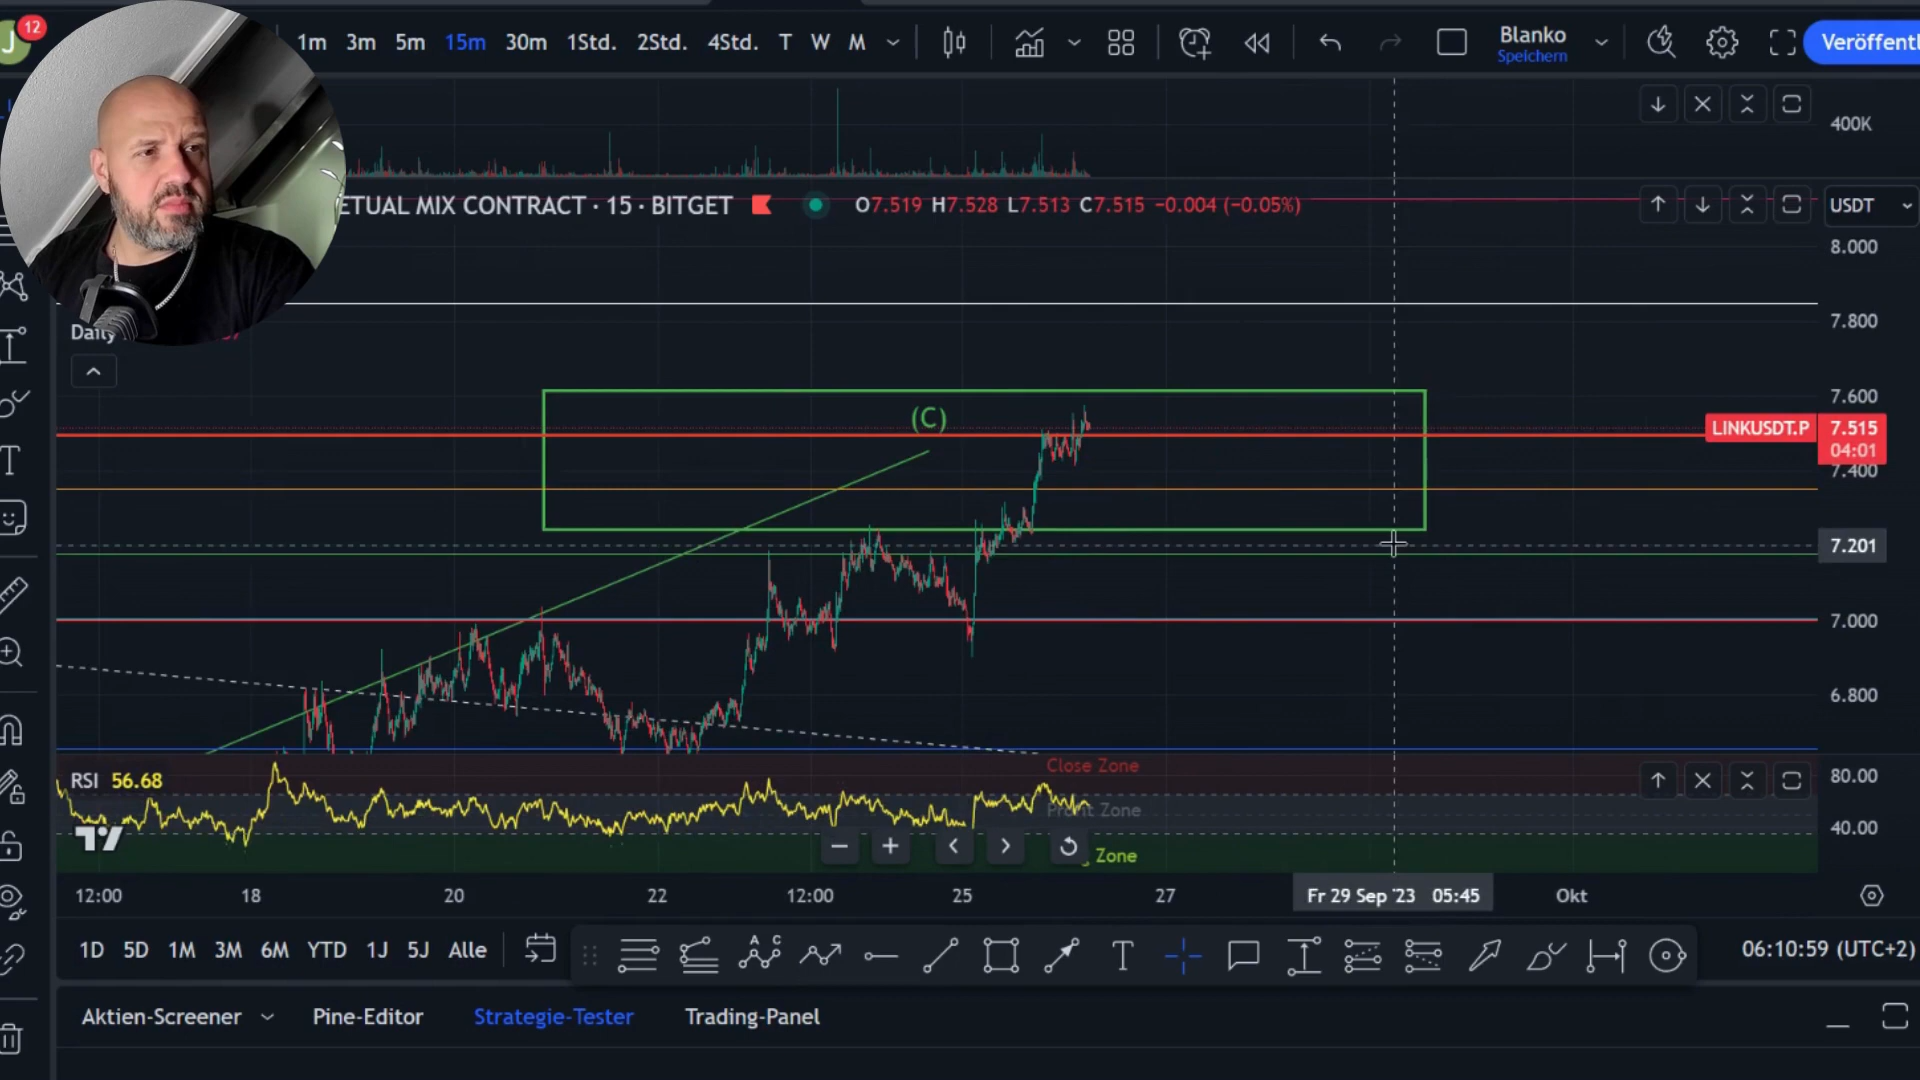 J 12
1m 3m 5m 15m 30m 1Std. 2Std. 4Std. T W M
Blanko
Speichern
Veröffentl
400K
ETUAL MIX CONTRACT · 15 · BITGET O7.519 H7.528 L7.513 C7.515 −0.004 (−0.05%)
USDT
8.000
Daily
7.800
7.600
(C)
LINKUSDT.P 7.515
04:01
7.400
7.201
7.000
6.800
Close Zone
RSI 56.68
80.00
Profit Zone
40.00
Zone
12:00 18 20 22 12:00 25 27 Fr 29 Sep '23 05:45 Okt
1D 5D 1M 3M 6M YTD 1J 5J Alle
A C
B
T
06:10:59 (UTC+2)
Aktien-Screener Pine-Editor Strategie-Tester Trading-Panel